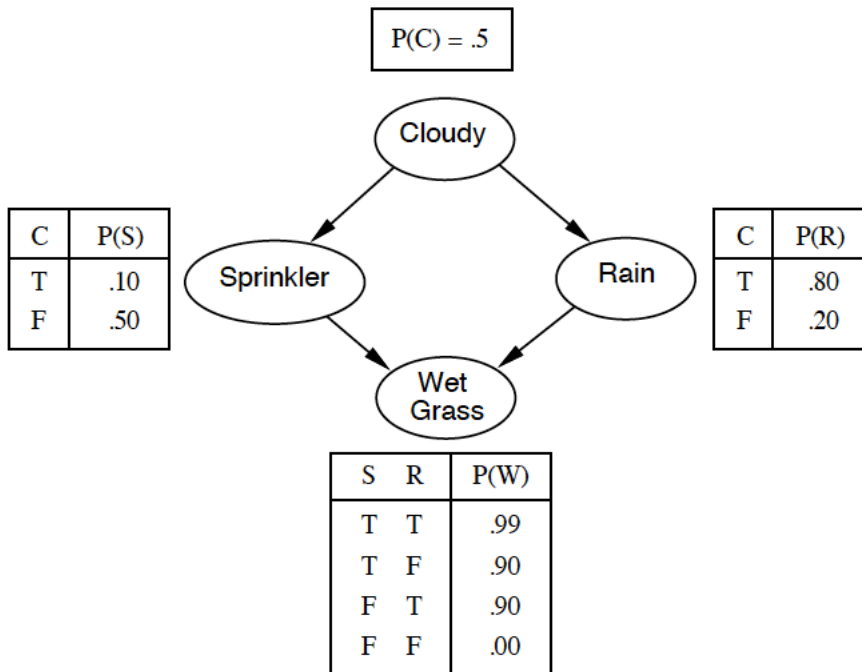 P(C) = .5
Cloudy
C P(S)
T .10
F .50
Sprinkler
Rain
C P(R)
T .80
F .20
Wet
Grass
S R P(W)
T T .99
T F .90
F T .90
F F .00